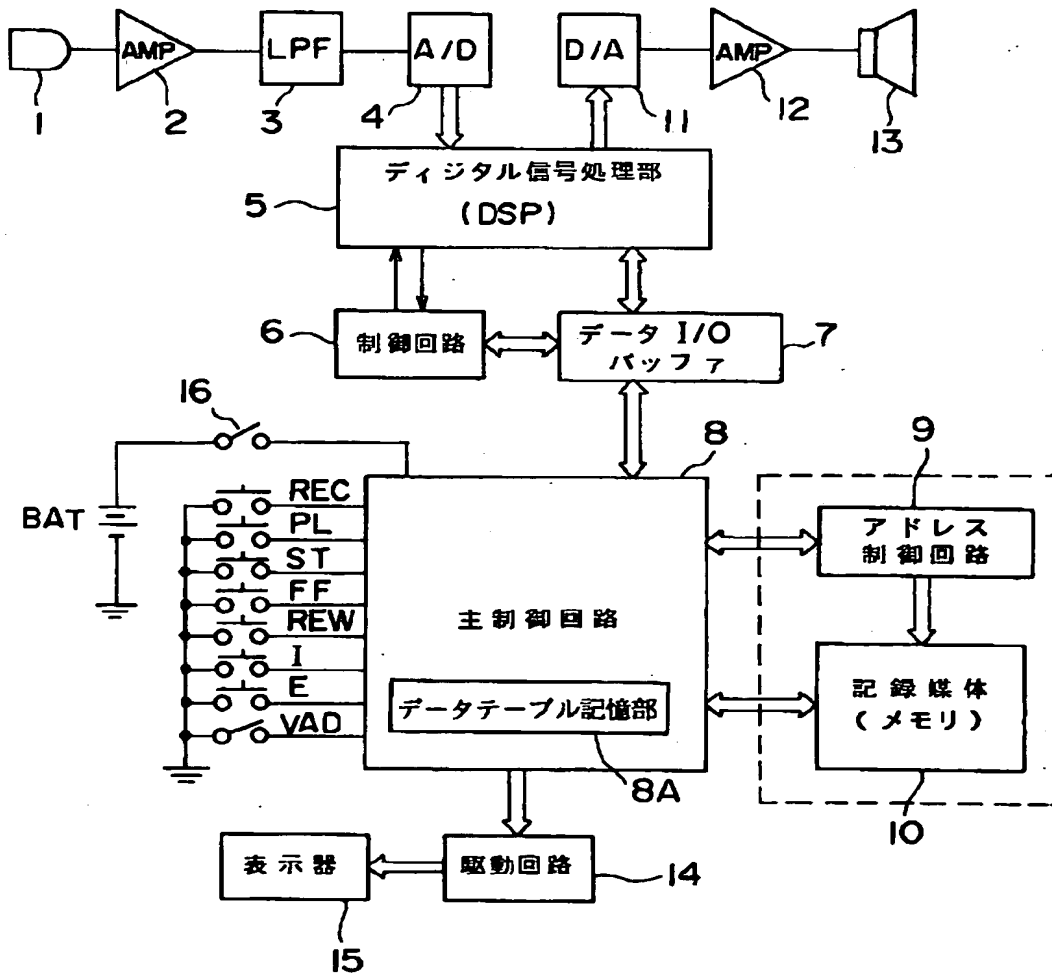 AMP
LPF
A/D
D/A
AMP
1
2
3
4
11
12
13
ディジタル信号処理部
(DSP)
5
6
制御回路
データ I/O
バッファ
7
16
8
9
BAT
REC
PL
ST
FF
REW
I
E
VAD
主制御回路
データテーブル記憶部
8A
アドレス
制御回路
記録媒体
(メモリ)
10
表示器
駆動回路
14
15